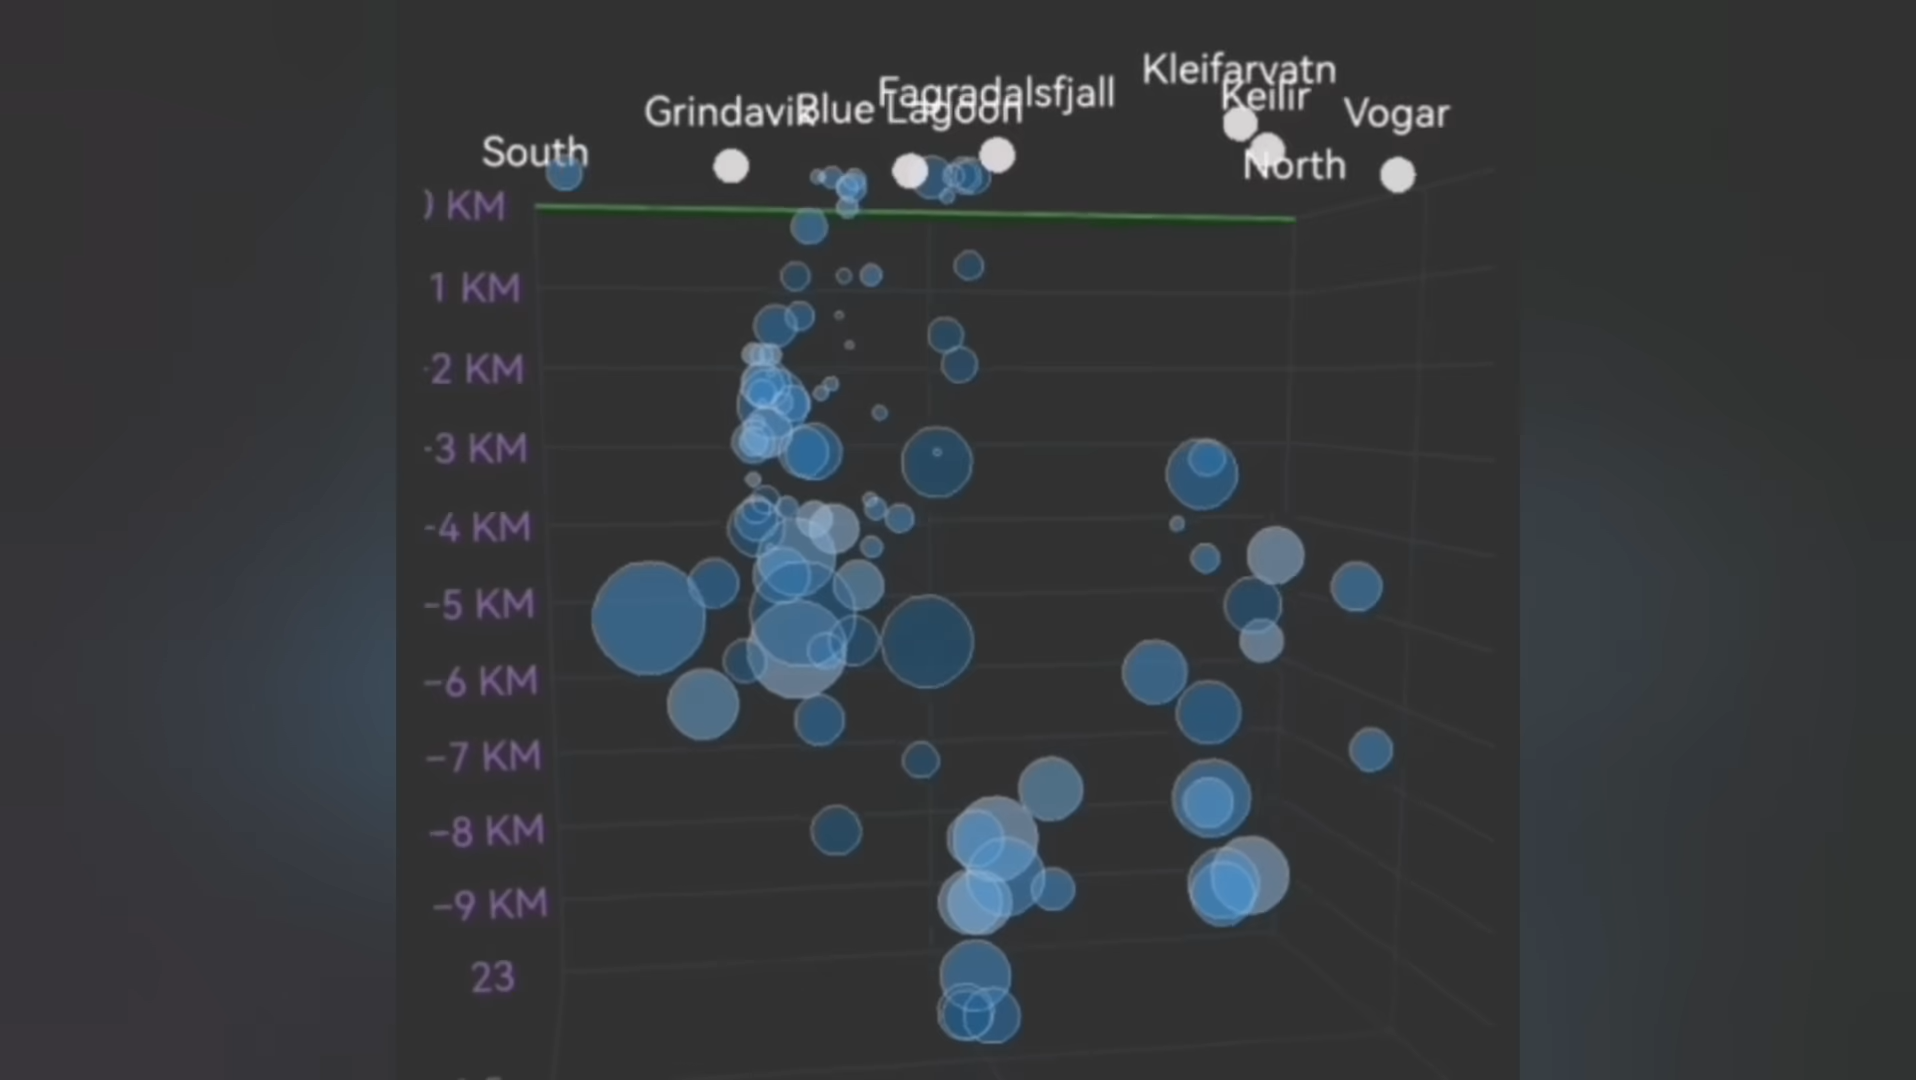 Kleifarvatn
Keilir
Fagradalsfjall
Grindavik
Blue Lagoon
Vogar
South
North
0 KM
1 KM
-2 KM
-3 KM
-4 KM
-5 KM
-6 KM
-7 KM
-8 KM
-9 KM
23